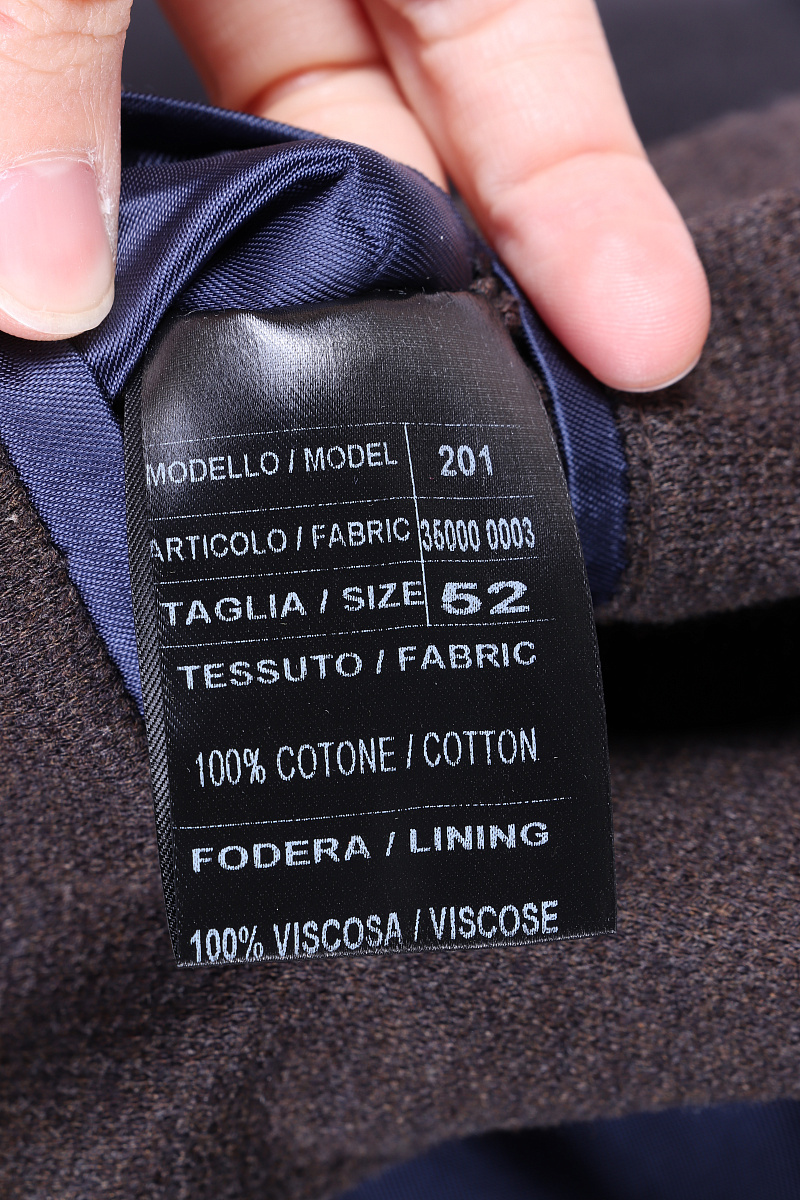 MODELLO / MODEL 201
ARTICOLO / FABRIC 35000 0003
TAGLIA / SIZE 52
TESSUTO / FABRIC
100% COTONE / COTTON
FODERA / LINING
100% VISCOSA / VISCOSE